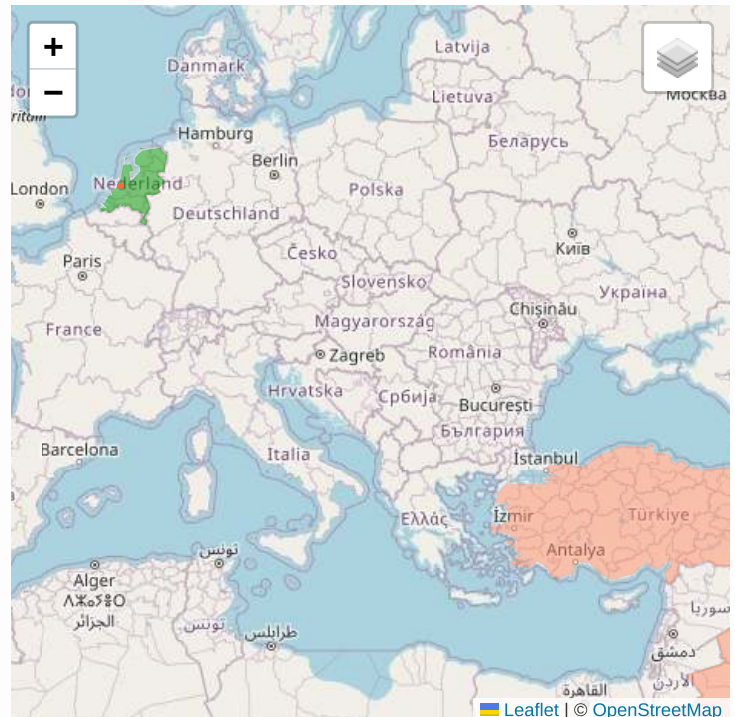 +
−
Latvija
Danmark
Lietuva
Москва
Hamburg
Беларусь
Berlin
Nederland
London
Polska
Deutschland
Київ
Česko
Paris
Slovensko
Україна
Chișinău
Magyarország
France
Zagreb
România
Hrvatska
Србија
București
България
Barcelona
Italia
İstanbul
Ελλάς
İzmir
Türkiye
تونس
Antalya
Alger
ⴷⵣⴰⵢⴻⵔ
الجزائر
سوريا
تونس
طرابلس
دمشق
الأردن
القاهرة
Leaflet | © OpenStreetMap